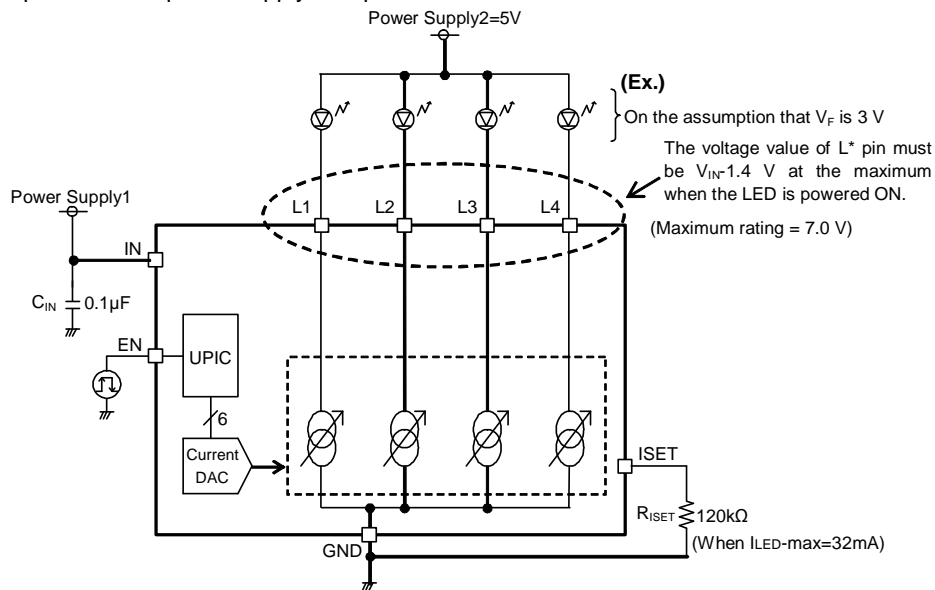 Power Supply2=5V
(Ex.)
On the assumption that VF is 3 V
The voltage value of L* pin must
be VIN-1.4 V at the maximum
when the LED is powered ON.
(Maximum rating = 7.0 V)
Power Supply1
L1
L2
L3
L4
IN
CIN
0.1µF
EN
UPIC
6
Current
DAC
ISET
RISET
120kΩ
(When ILED-max=32mA)
GND